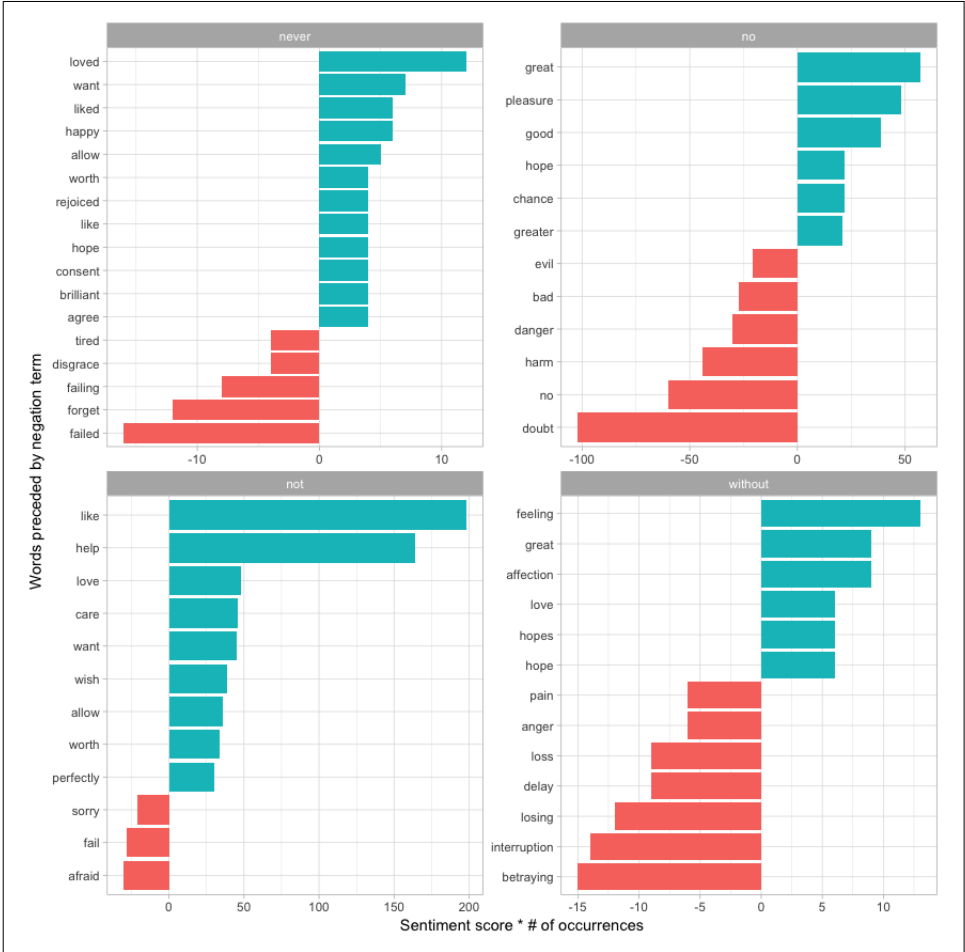 never
loved
want
liked
happy
allow
worth
rejoiced
like
hope
consent
brilliant
agree
tired
disgrace
failing
forget
failed
-10 0 10
no
great
pleasure
good
hope
chance
greater
evil
bad
danger
harm
no
doubt
-100 -50 0 50
not
like
help
love
care
want
wish
allow
worth
perfectly
sorry
fail
afraid
0 50 100 150 200
without
feeling
great
affection
love
hopes
hope
pain
anger
loss
delay
losing
interruption
betraying
-15 -10 -5 0 5 10
Words preceded by negation term
Sentiment score * # of occurrences